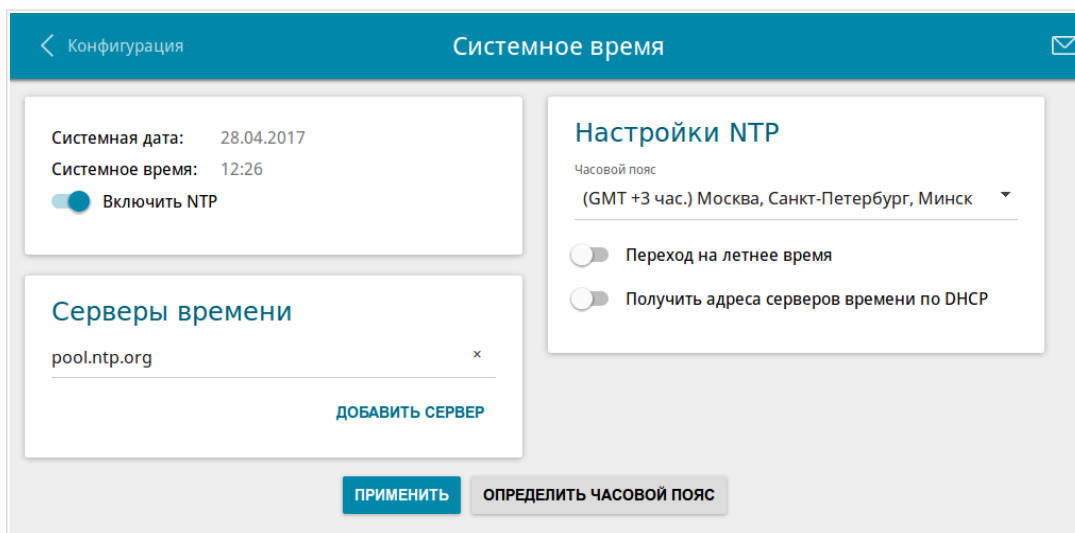 Конфигурация
Системное время
Системная дата: 28.04.2017
Системное время: 12:26
Включить NTP
Серверы времени
pool.ntp.org ×
ДОБАВИТЬ СЕРВЕР
Настройки NTP
Часовой пояс
(GMT +3 час.) Москва, Санкт-Петербург, Минск
Переход на летнее время
Получить адреса серверов времени по DHCP
ПРИМЕНИТЬ
ОПРЕДЕЛИТЬ ЧАСОВОЙ ПОЯС